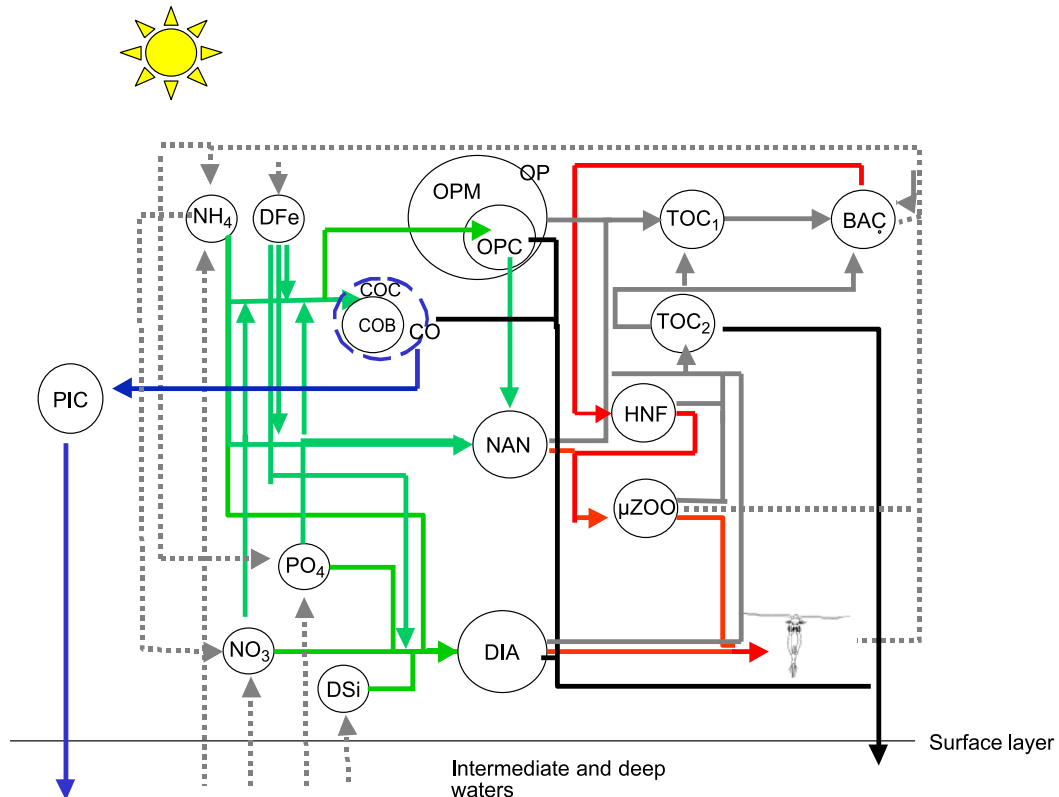 OP
OPM
NH4
DFe
TOC1
BAC
OPC
COC
COB
CO
TOC2
PIC
HNF
NAN
µZOO
PO4
NO3
DIA
DSi
Surface layer
Intermediate and deep
waters